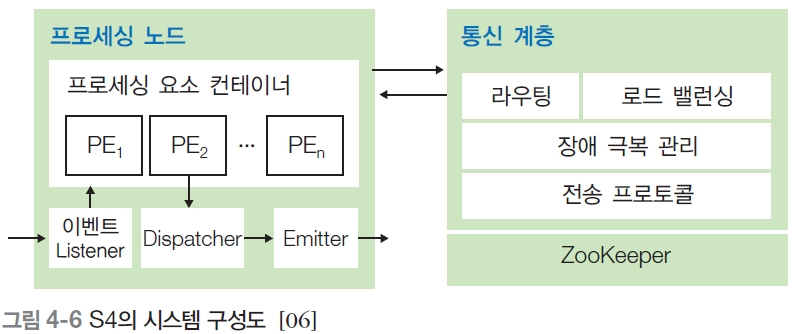 프로세싱 노드
프로세싱 요소 컨테이너
PE1 PE2 ... PEn
이벤트
Listener
Dispatcher
Emitter
통신 계층
라우팅
로드 밸런싱
장애 극복 관리
전송 프로토콜
ZooKeeper
그림 4-6 S4의 시스템 구성도 [06]